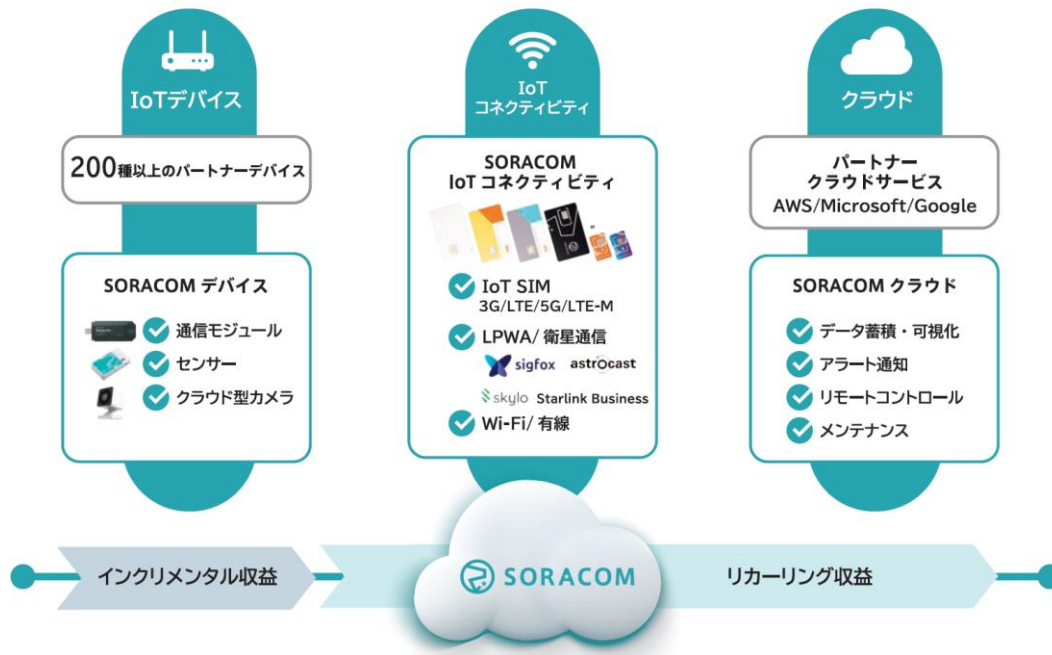 IoTデバイス
200種以上のパートナーデバイス
SORACOM デバイス
通信モジュール
センサー
クラウド型カメラ
IoT
コネクティビティ
SORACOM
IoT コネクティビティ
IoT SIM
3G/LTE/5G/LTE-M
LPWA/ 衛星通信
sigfox astrocast
skylo Starlink Business
Wi-Fi/ 有線
クラウド
パートナー
クラウドサービス
AWS/Microsoft/Google
SORACOM クラウド
データ蓄積・可視化
アラート通知
リモートコントロール
メンテナンス
インクリメンタル収益
SORACOM
リカーリング収益